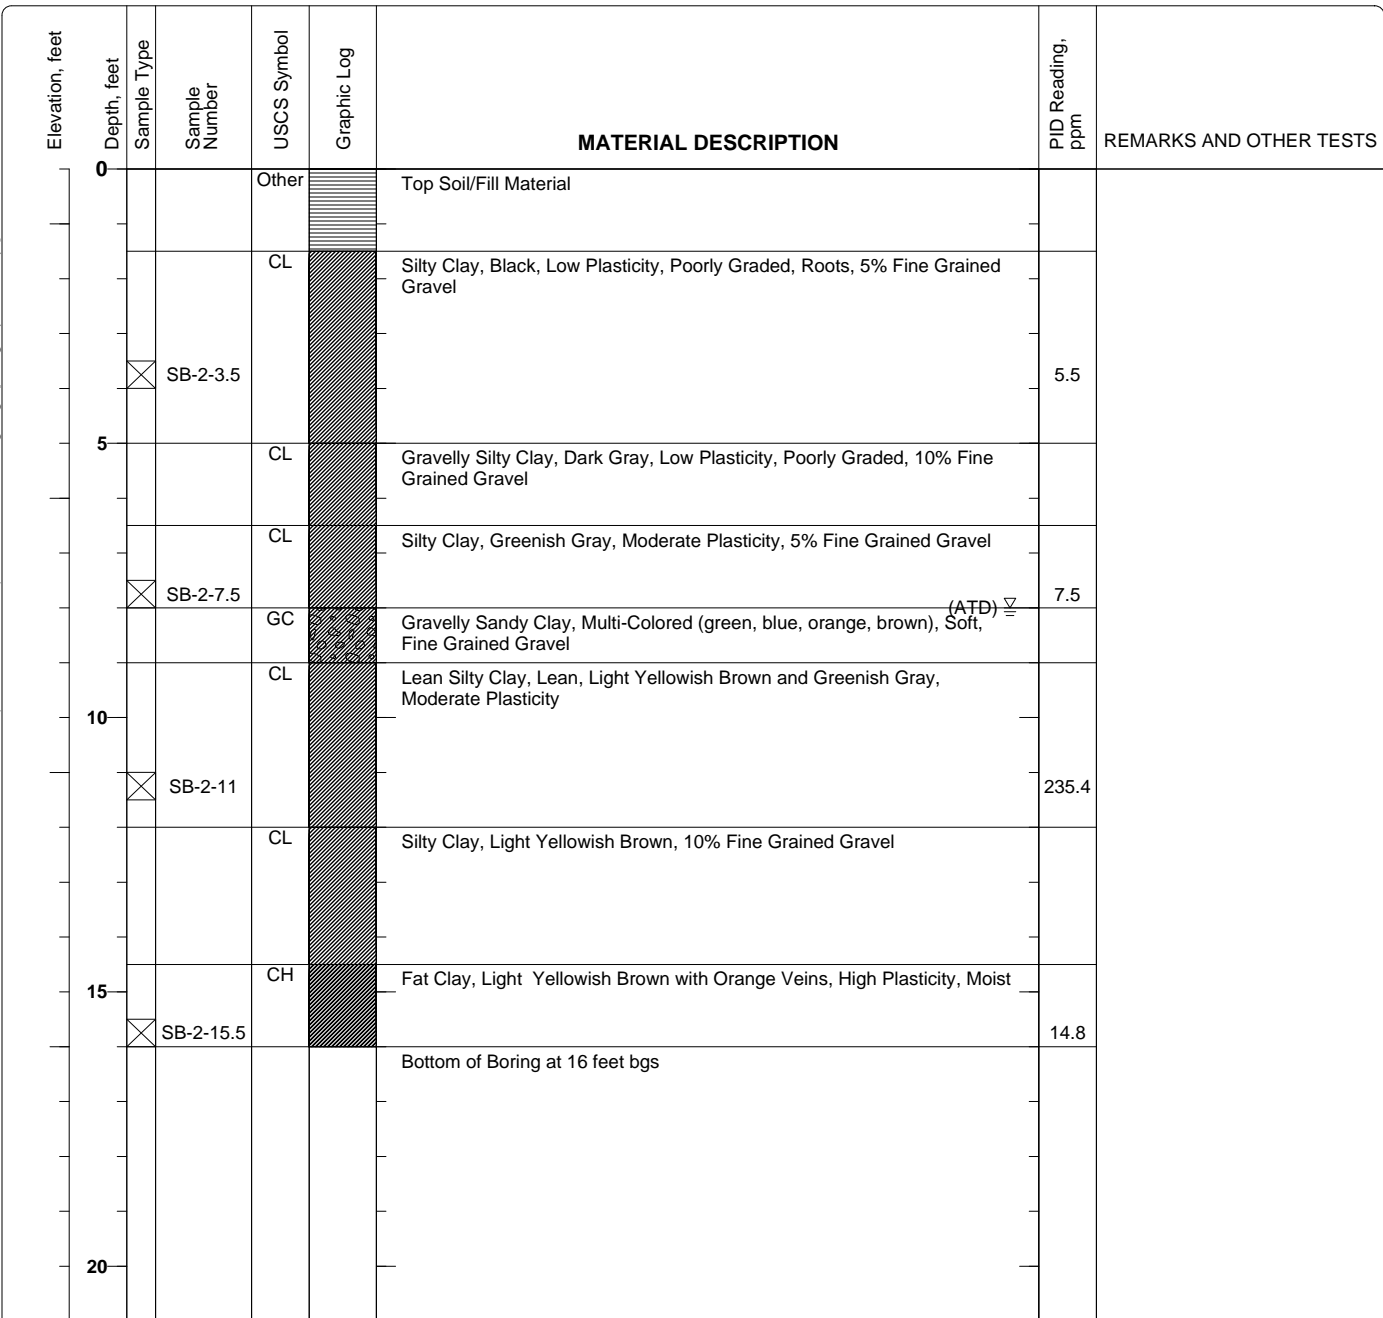 Elevation, feet
Depth, feet
Sample Type
Sample
Number
USCS Symbol
Graphic Log
MATERIAL DESCRIPTION
PID Reading,
ppm
REMARKS AND OTHER TESTS
0
Other
Top Soil/Fill Material
CL
Silty Clay, Black, Low Plasticity, Poorly Graded, Roots, 5% Fine Grained
Gravel
SB-2-3.5
5.5
5
CL
Gravelly Silty Clay, Dark Gray, Low Plasticity, Poorly Graded, 10% Fine
Grained Gravel
CL
Silty Clay, Greenish Gray, Moderate Plasticity, 5% Fine Grained Gravel
SB-2-7.5
7.5
(ATD)
GC
Gravelly Sandy Clay, Multi-Colored (green, blue, orange, brown), Soft,
Fine Grained Gravel
CL
Lean Silty Clay, Lean, Light Yellowish Brown and Greenish Gray,
Moderate Plasticity
10
SB-2-11
235.4
CL
Silty Clay, Light Yellowish Brown, 10% Fine Grained Gravel
CH
Fat Clay, Light  Yellowish Brown with Orange Veins, High Plasticity, Moist
15
SB-2-15.5
14.8
Bottom of Boring at 16 feet bgs
20